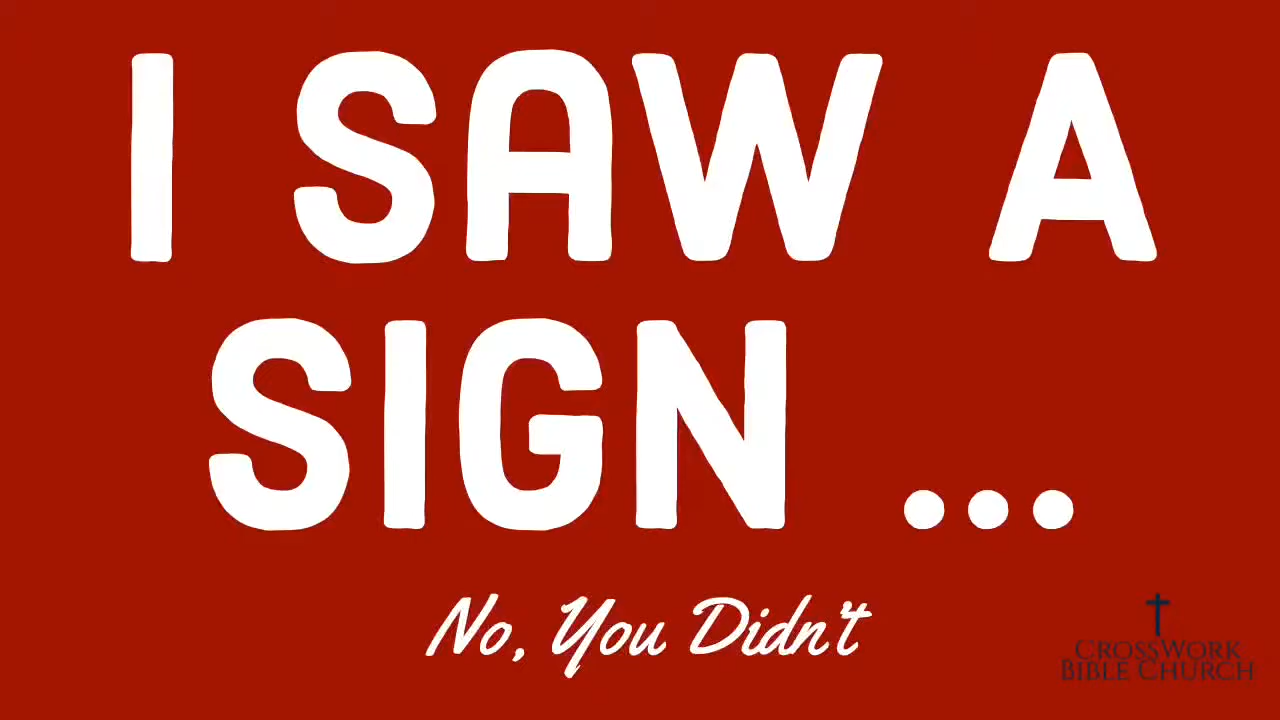 I SAW A
SIGN ...
No, You Didn't
CrossWork
Bible Church